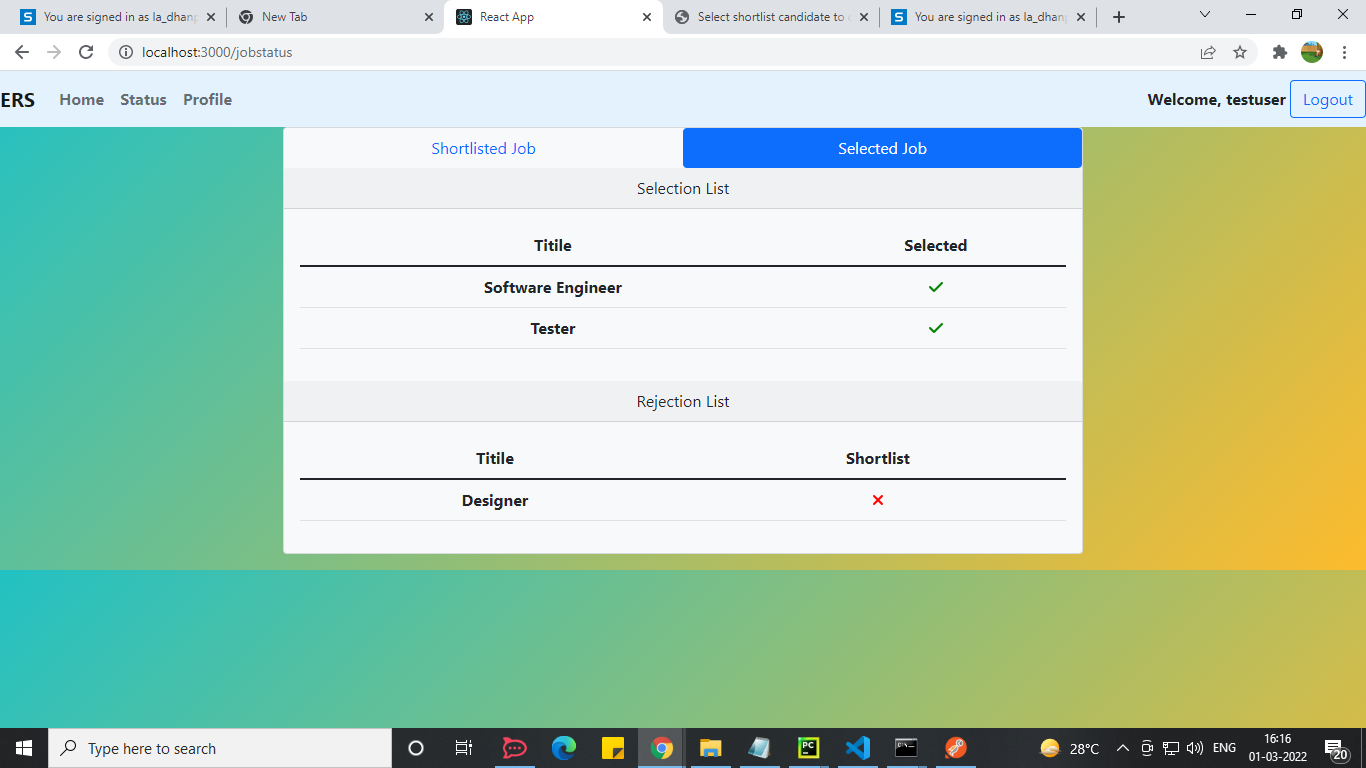 You are signed in as la_dhanp
New Tab
React App
Select shortlist candidate to
You are signed in as la_dhanp
localhost:3000/jobstatus
ERS Home Status Profile Welcome, testuser Logout
Shortlisted Job Selected Job
Selection List
Titile Selected
Software Engineer
Tester
Rejection List
Titile Shortlist
Designer
Type here to search
28°C ENG
16:16
01-03-2022
20